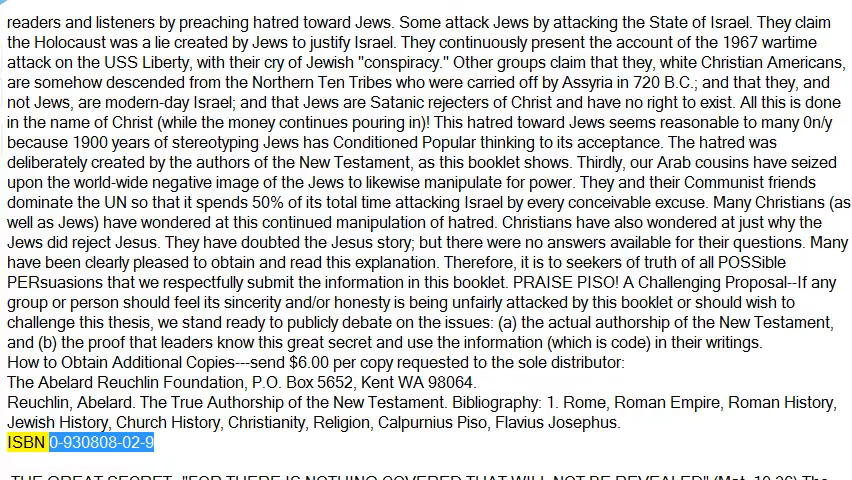 readers and listeners by preaching hatred toward Jews. Some attack Jews by attacking the State of Israel. They claim
the Holocaust was a lie created by Jews to justify Israel. They continuously present the account of the 1967 wartime
attack on the USS Liberty, with their cry of Jewish "conspiracy." Other groups claim that they, white Christian Americans,
are somehow descended from the Northern Ten Tribes who were carried off by Assyria in 720 B.C.; and that they, and
not Jews, are modern-day Israel; and that Jews are Satanic rejecters of Christ and have no right to exist. All this is done
in the name of Christ (while the money continues pouring in)! This hatred toward Jews seems reasonable to many 0n/y
because 1900 years of stereotyping Jews has Conditioned Popular thinking to its acceptance. The hatred was
deliberately created by the authors of the New Testament, as this booklet shows. Thirdly, our Arab cousins have seized
upon the world-wide negative image of the Jews to likewise manipulate for power. They and their Communist friends
dominate the UN so that it spends 50% of its total time attacking Israel by every conceivable excuse. Many Christians (as
well as Jews) have wondered at this continued manipulation of hatred. Christians have also wondered at just why the
Jews did reject Jesus. They have doubted the Jesus story; but there were no answers available for their questions. Many
have been clearly pleased to obtain and read this explanation. Therefore, it is to seekers of truth of all POSSible
PERsuasions that we respectfully submit the information in this booklet. PRAISE PISO! A Challenging Proposal--If any
group or person should feel its sincerity and/or honesty is being unfairly attacked by this booklet or should wish to
challenge this thesis, we stand ready to publicly debate on the issues: (a) the actual authorship of the New Testament,
and (b) the proof that leaders know this great secret and use the information (which is code) in their writings.
How to Obtain Additional Copies---send $6.00 per copy requested to the sole distributor:
The Abelard Reuchlin Foundation, P.O. Box 5652, Kent WA 98064.
Reuchlin, Abelard. The True Authorship of the New Testament. Bibliography: 1. Rome, Roman Empire, Roman History,
Jewish History, Church History, Christianity, Religion, Calpurnius Piso, Flavius Josephus.
ISBN 0-930808-02-9
THE GREAT SECRET "FOR THERE IS NOTHING COVERED THAT WILL NOT BE REVEALED" (Mat. 10.26) The